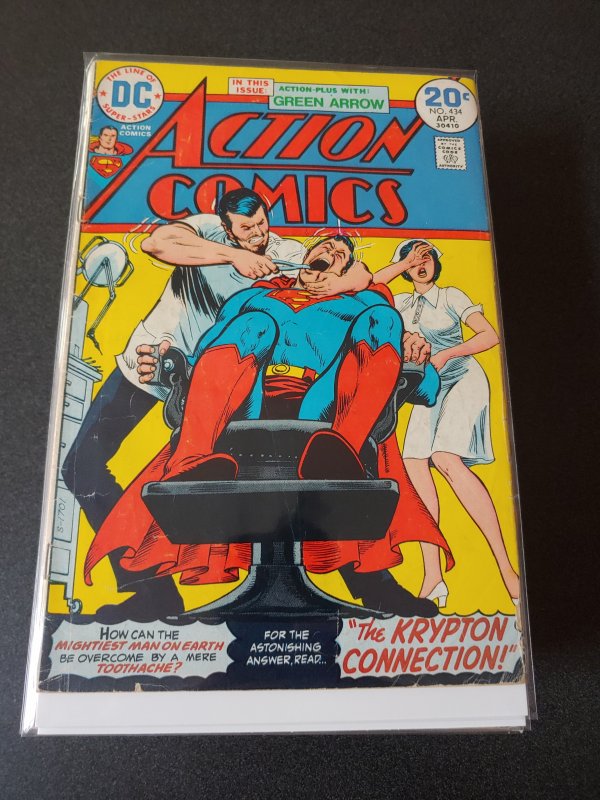 THE LINE OF
DC
SUPER-STARS
ACTION
COMICS
IN THIS
ISSUE:
ACTION-PLUS WITH:
GREEN ARROW
20¢
NO. 434
APR.
30410
APPROVED
BY THE
COMICS
CODE
AUTHORITY
ACTION
COMICS
S-1701
HOW CAN THE
MIGHTIEST MAN ON EARTH
BE OVERCOME BY A MERE
TOOTHACHE?
FOR THE
ASTONISHING
ANSWER, READ...
"The KRYPTON
CONNECTION!"